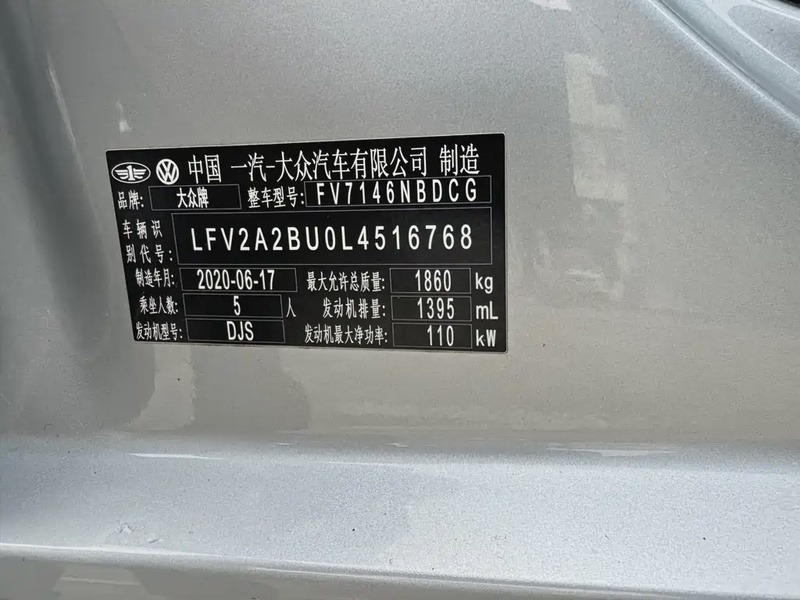 中国 一汽-大众汽车有限公司 制造
品牌: 大众牌 整车型号: FV7146NBDCG
车辆识
别代号: LFV2A2BU0L4516768
制造年月: 2020-06-17 最大允许总质量: 1860 kg
乘坐人数: 5 人 发动机排量: 1395 mL
发动机型号: DJS 发动机最大净功率: 110 kW